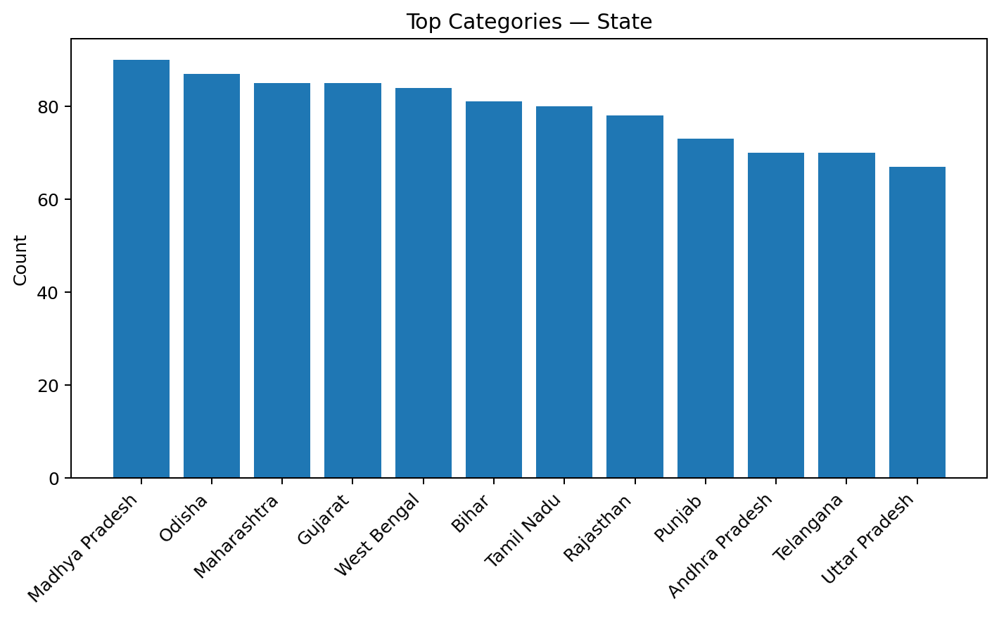 Top Categories — State
Count
80
60
40
20
0
Madhya Pradesh
Odisha
Maharashtra
Gujarat
West Bengal
Bihar
Tamil Nadu
Rajasthan
Punjab
Andhra Pradesh
Telangana
Uttar Pradesh